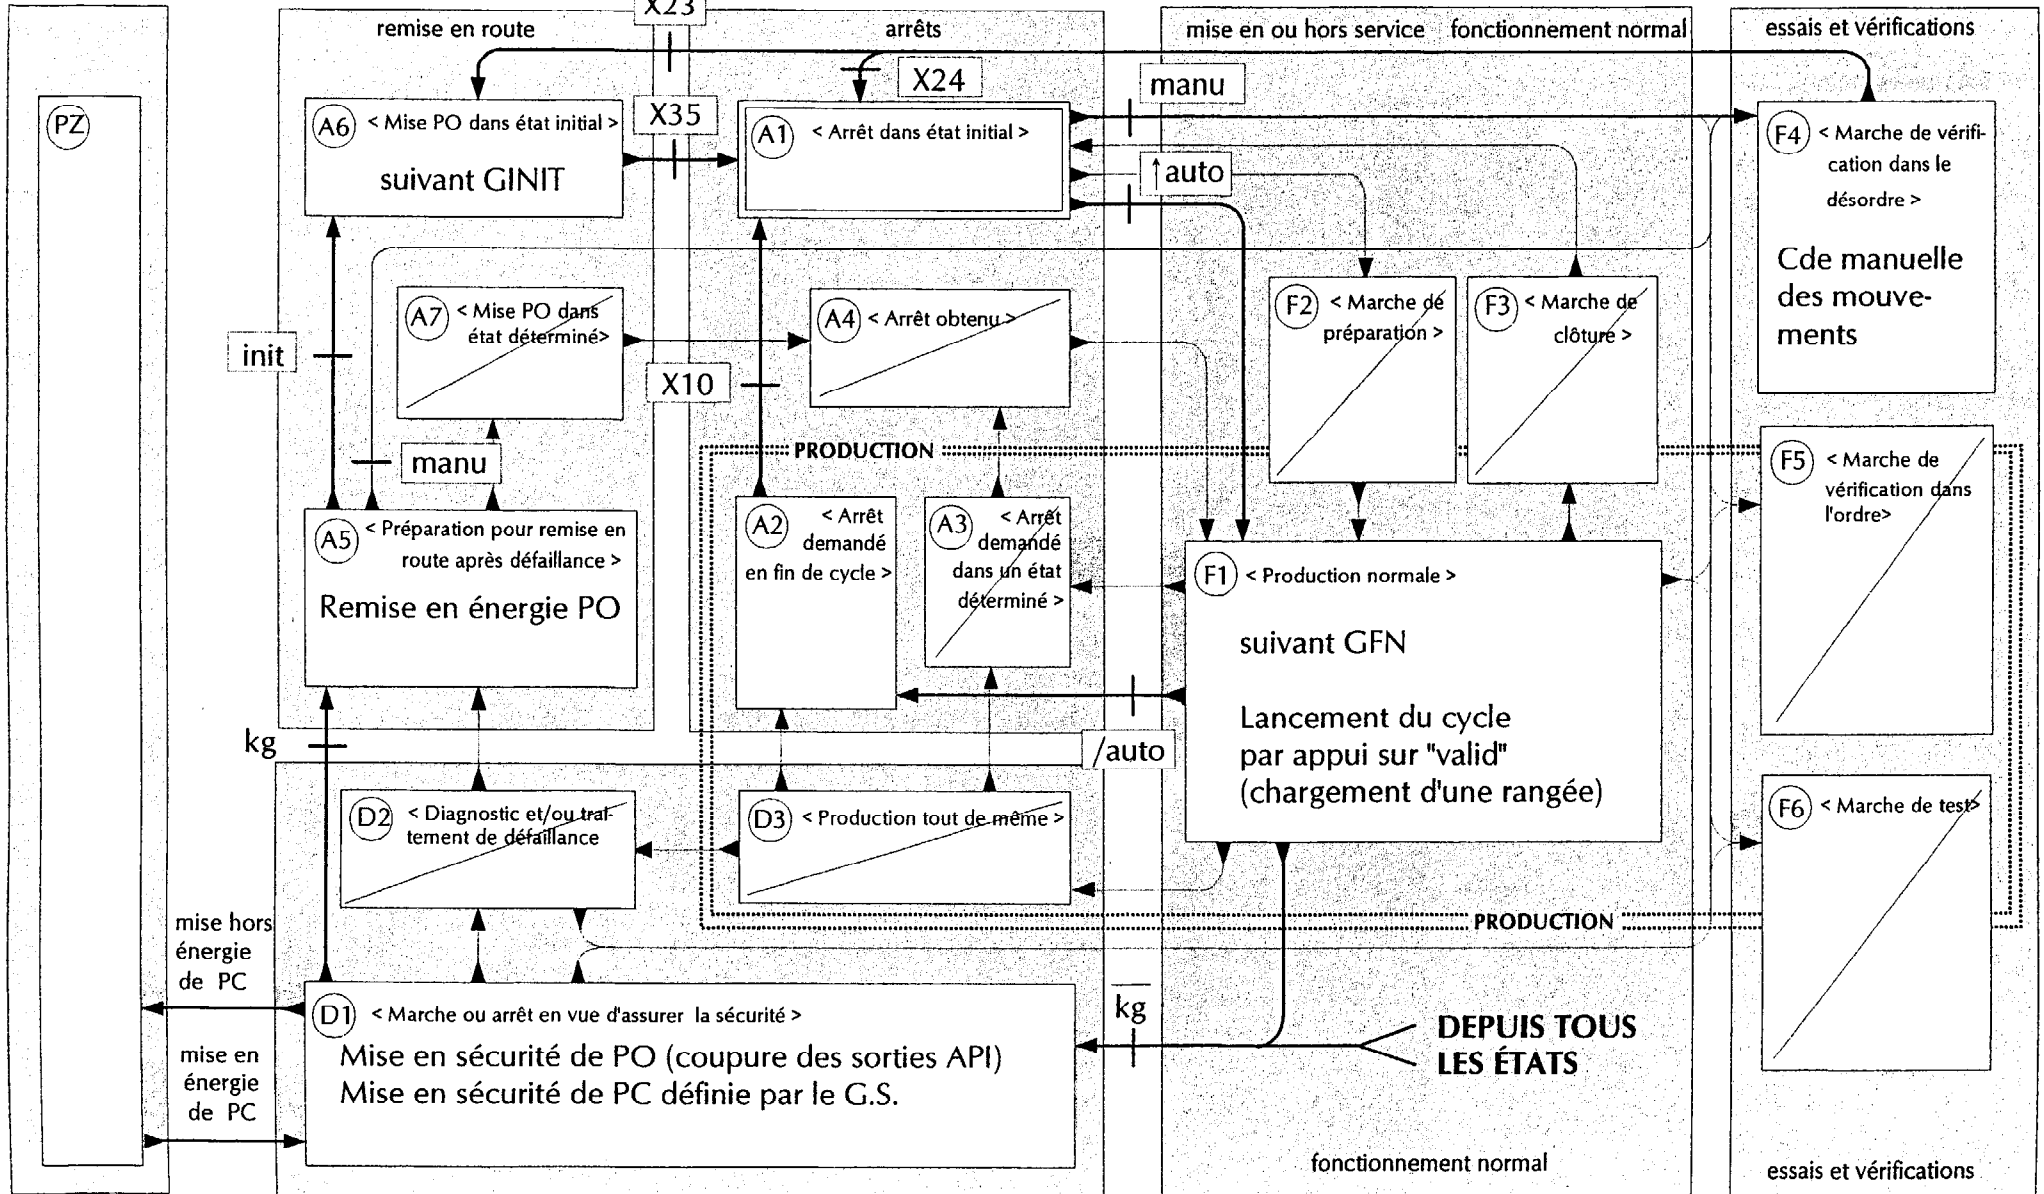 X23
remise en route
arrêts
mise en ou hors service
fonctionnement normal
essais et vérifications
PZ
A6 < Mise PO dans état initial >
suivant GINIT
X35
X24
A1 < Arrêt dans état initial >
manu
↑auto
F4 < Marche de vérifi-
cation dans le
désordre >
Cde manuelle
des mouve-
ments
init
A7 < Mise PO dans
état déterminé>
A4 < Arrêt obtenu >
X10
F2 < Marche de
préparation >
F3 < Marche de
clôture >
manu
PRODUCTION
F5 < Marche de
vérification dans
l'ordre>
A5 < Préparation pour remise en
route après défaillance >
Remise en énergie PO
A2 < Arrêt
demandé
en fin de cycle >
A3 < Arrêt
demandé
dans un état
déterminé >
F1 < Production normale >
suivant GFN
Lancement du cycle
par appui sur "valid"
(chargement d'une rangée)
kg
/auto
D2 < Diagnostic et/ou trai-
tement de défaillance
D3 < Production tout de même >
F6 < Marche de test>
PRODUCTION
mise hors
énergie
de PC
D1 < Marche ou arrêt en vue d'assurer la sécurité >
Mise en sécurité de PO (coupure des sorties API)
Mise en sécurité de PC définie par le G.S.
k̅g̅
DEPUIS TOUS
LES ÉTATS
mise en
énergie
de PC
fonctionnement normal
essais et vérifications